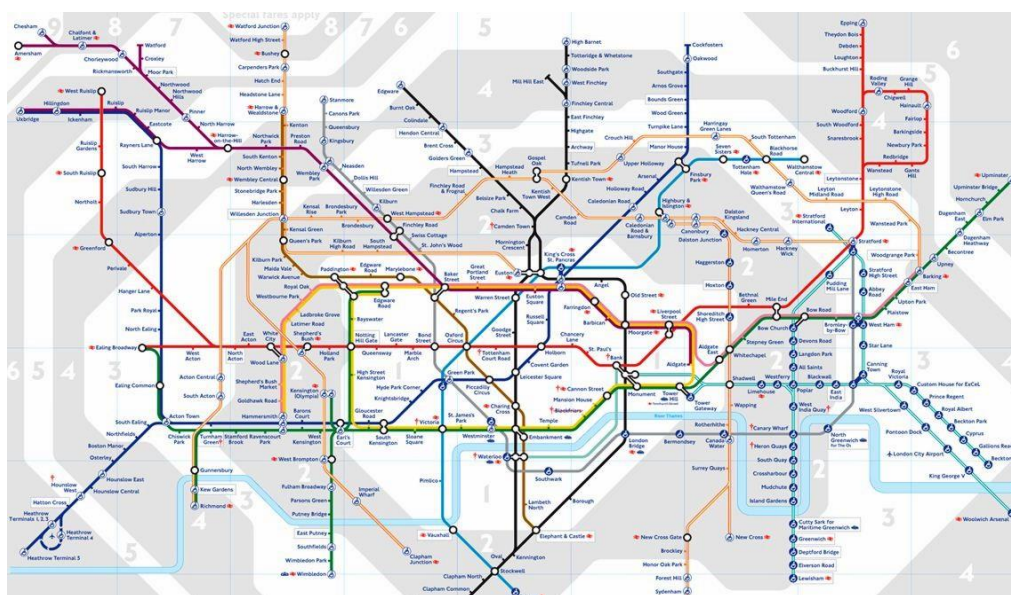 Special fares apply
9
8
7
8
7
6
5
6
Chesham
Chalfont &
Latimer
Watford Junction
High Barnet
Cockfosters
Epping
Amersham
Watford
Watford High Street
Totteridge & Whetstone
Oakwood
Theydon Bois
Croxley
Bushey
Woodside Park
Debden
Chorleywood
Carpenders Park
Mill Hill East
West Finchley
Southgate
Loughton
Rickmansworth
Moor Park
Hatch End
Arnos Grove
Buckhurst Hill
Northwood
Northwood
Hills
Headstone Lane
Edgware
Finchley Central
Bounds Green
Roding
Valley
Grange
Hill
West Ruislip
Pinner
Harrow &
Wealdstone
Stanmore
Burnt Oak
East Finchley
Wood Green
Chigwell
Hillingdon
Ruislip
North Harrow
Canons Park
Colindale
Highgate
Turnpike Lane
Harringay
Green Lanes
Woodford
Hainault
Uxbridge
Ickenham
Ruislip Manor
Harrow-
on-the-Hill
Kenton
Queensbury
Hendon Central
Archway
Crouch Hill
Manor House
South Tottenham
South Woodford
Fairlop
Eastcote
Northwick
Park
Preston
Road
Kingsbury
Brent Cross
Tufnell Park
Seven
Sisters
Blackhorse
Road
Snaresbrook
Barkingside
Rayners Lane
West
Harrow
South Kenton
Golders Green
Gospel
Oak
Upper Holloway
Tottenham
Hale
Walthamstow
Central
Newbury Park
Ruislip
Gardens
South Harrow
North Wembley
Wembley
Park
Neasden
Hampstead
Hampstead
Heath
Kentish Town
Arsenal
Finsbury
Park
Walthamstow
Queen's Road
Redbridge
South Ruislip
Wembley Central
Dollis Hill
Finchley Road
& Frognal
Kentish
Town West
Holloway Road
Leytonstone
Wanstead
Gants
Hill
Sudbury Hill
Stonebridge Park
Willesden Green
Belsize Park
Caledonian Road
Highbury &
Islington
Leyton
Midland Road
Leytonstone
High Road
Upminster
Northolt
Harlesden
Kilburn
West Hampstead
Chalk Farm
Camden
Road
Dalston
Kingsland
Stratford
International
Leyton
Upminster Bridge
Sudbury Town
Willesden Junction
Kensal
Rise
Brondesbury
Park
Brondesbury
Finchley Road
Camden Town
Caledonian
Road &
Barnsbury
Canonbury
Hackney Central
Wanstead Park
Hornchurch
Greenford
Alperton
Kensal Green
Swiss Cottage
Dalston Junction
Homerton
Hackney
Wick
Stratford
Woodgrange Park
Dagenham
East
Elm Park
Queen's Park
Kilburn
High Road
South
Hampstead
St. John's Wood
Mornington
Crescent
King's Cross
St. Pancras
Haggerston
Dagenham
Heathway
Perivale
Kilburn Park
Edgware
Road
Marylebone
Baker
Street
Great
Portland
Street
Euston
Angel
Hoxton
Pudding
Mill Lane
Stratford
High Street
Becontree
Hanger Lane
Maida Vale
Warwick Avenue
Paddington
Upney
Barking
Royal Oak
Westbourne Park
Edgware
Road
Warren Street
Euston
Square
Farringdon
Old Street
Bethnal
Green
Mile End
Abbey
Road
East Ham
Park Royal
Ladbroke Grove
Bayswater
Regent's Park
Russell
Square
Barbican
Liverpool
Street
Shoreditch
High Street
Bow Road
Upton Park
North Ealing
Latimer Road
Goodge
Street
Moorgate
Bow Church
Bromley-
by-Bow
West Ham
Plaistow
Ealing Broadway
East
Acton
White
City
Shepherd's
Bush
Notting
Hill Gate
Lancaster
Gate
Bond
Street
Oxford
Circus
Chancery
Lane
Stepney Green
Devons Road
Star Lane
West
Acton
North
Acton
Wood Lane
Holland
Park
Queensway
Marble
Arch
Tottenham
Court Road
Holborn
St. Paul's
Bank
Aldgate
East
Whitechapel
Langdon Park
6
5
4
3
2
Shepherd's Bush
Market
High Street
Kensington
Green Park
Covent Garden
Aldgate
All Saints
Canning
Town
Ealing Common
Acton Central
Goldhawk Road
Kensington
(Olympia)
Hyde Park Corner
Piccadilly
Circus
Leicester Square
Cannon Street
Shadwell
Limehouse
Westferry
Poplar
Blackwall
East
India
Royal
Victoria
Custom House for ExCeL
South Acton
Hammersmith
Barons
Court
Gloucester
Road
Knightsbridge
Charing
Cross
Mansion House
Monument
Tower
Hill
Tower
Gateway
Wapping
West
India Quay
Prince Regent
Acton Town
St. James's
Park
Blackfriars
River Thames
West Silvertown
Royal Albert
South Ealing
Chiswick
Park
Turnham
Green
Stamford
Brook
Ravenscourt
Park
West
Kensington
Earl's
Court
South
Kensington
Sloane
Square
Victoria
Westminster
Embankment
London
Bridge
Rotherhithe
Canary Wharf
North
Greenwich
for The O2
Pontoon Dock
Beckton
Park
Northfields
Waterloo
Bermondsey
Canada
Water
Heron Quays
Cyprus
Boston Manor
West Brompton
Southwark
South Quay
London City Airport
Gallions Reach
Osterley
Gunnersbury
Fulham Broadway
Imperial
Wharf
Pimlico
Surrey Quays
Crossharbour
King George V
Beckton
Hounslow
West
Hounslow East
Kew Gardens
Parsons Green
Lambeth
North
Borough
Mudchute
Hounslow Central
Richmond
Putney Bridge
Island Gardens
Hatton Cross
East Putney
Vauxhall
Elephant & Castle
Cutty Sark for
Maritime Greenwich
Woolwich Arsenal
Heathrow
Terminals 1, 2, 3
Heathrow
Terminal 4
Southfields
Clapham
Junction
New Cross Gate
New Cross
Greenwich
Heathrow Terminal 5
Wimbledon Park
Oval
Kennington
Brockley
Deptford Bridge
Wimbledon
Clapham North
Stockwell
Honor Oak Park
Elverson Road
Clapham Common
Forest Hill
Lewisham
Sydenham